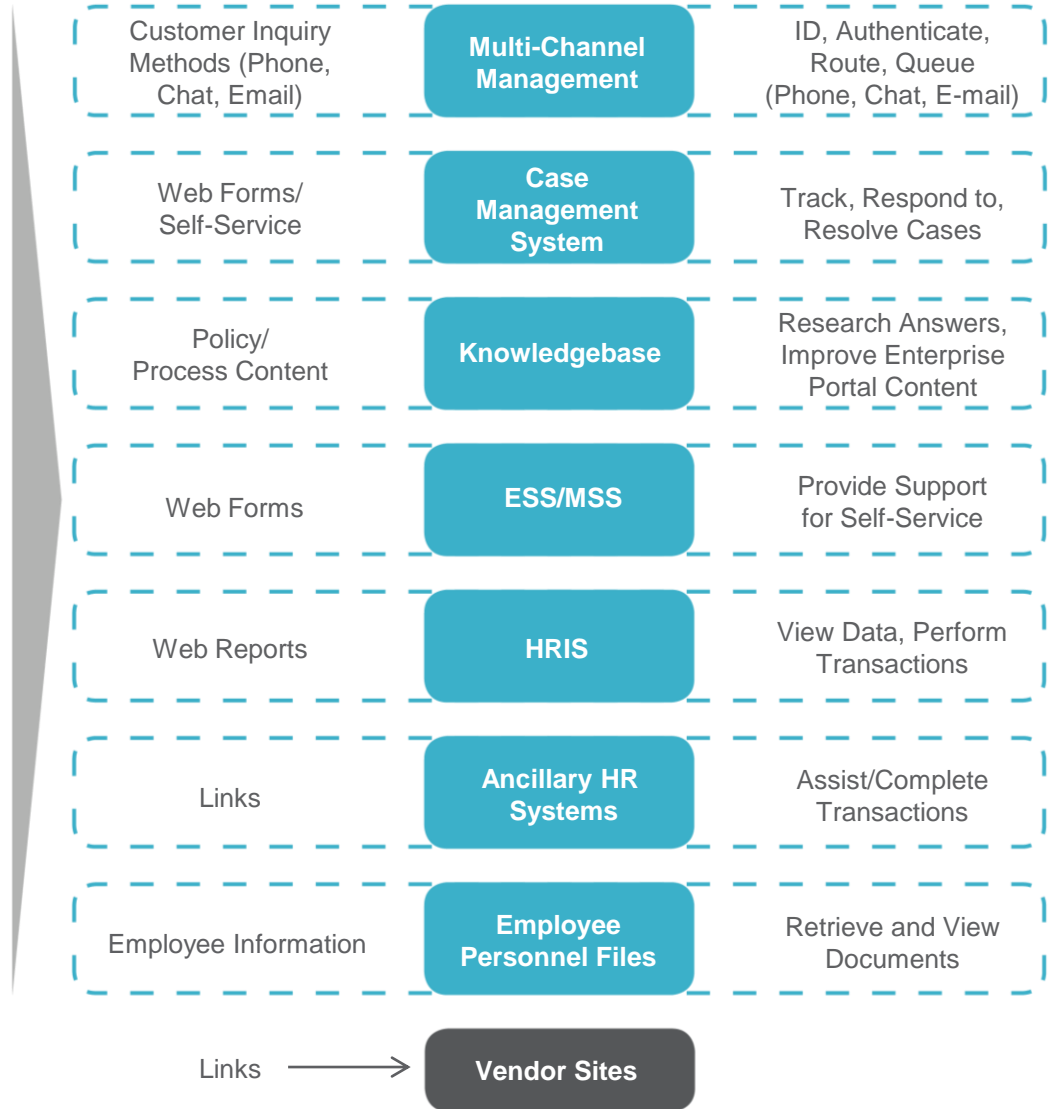 Customer Inquiry
Methods (Phone,
Chat, Email)
Multi-Channel
Management
ID, Authenticate,
Route, Queue
(Phone, Chat, E-mail)
Web Forms/
Self-Service
Case
Management
System
Track, Respond to,
Resolve Cases
Policy/
Process Content
Knowledgebase
Research Answers,
Improve Enterprise
Portal Content
Web Forms
ESS/MSS
Provide Support
for Self-Service
Web Reports
HRIS
View Data, Perform
Transactions
Links
Ancillary HR
Systems
Assist/Complete
Transactions
Employee Information
Employee
Personnel Files
Retrieve and View
Documents
Links
Vendor Sites